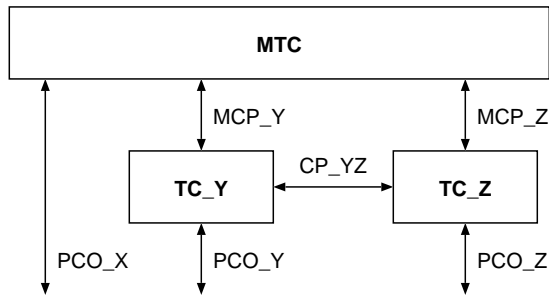 MTC
MCP_Y
MCP_Z
CP_YZ
TC_Y
TC_Z
PCO_X
PCO_Y
PCO_Z